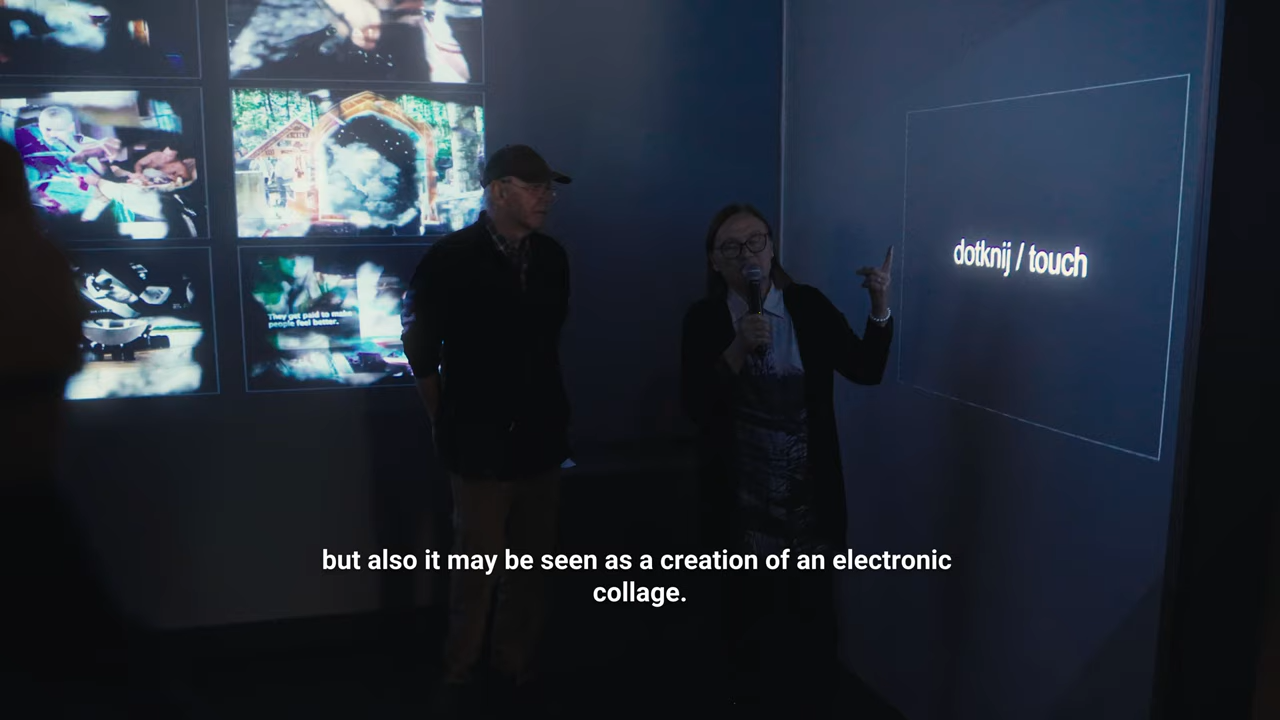 dotknij / touch
They got paid to make
people feel better.
but also it may be seen as a creation of an electronic
collage.